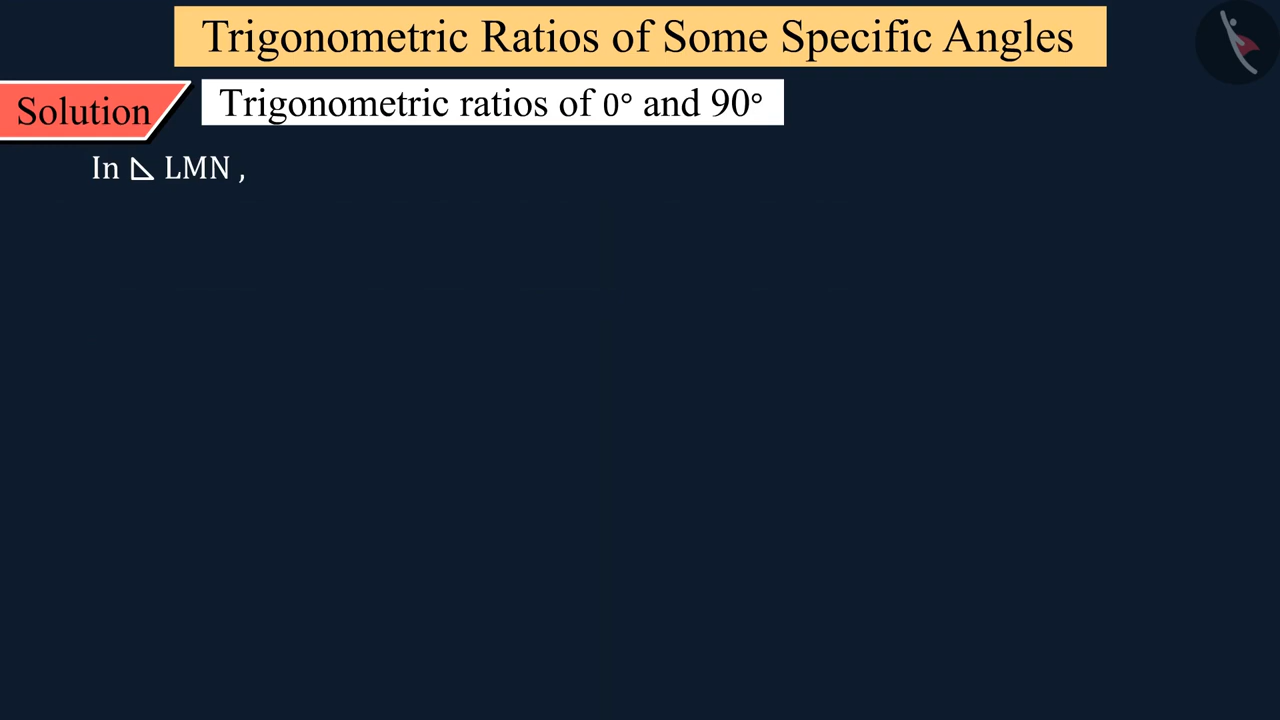 Trigonometric Ratios of Some Specific Angles
Solution
Trigonometric ratios of 0° and 90°
In ◺ LMN ,